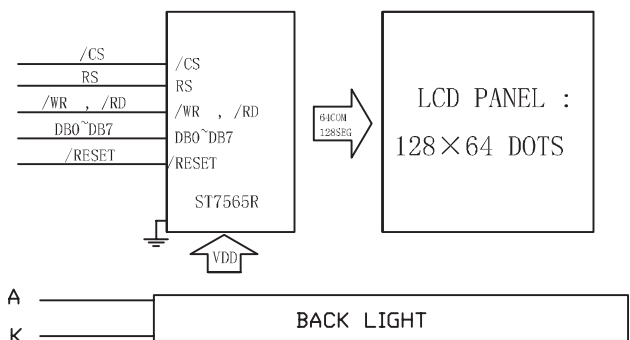 /CS
RS
/WR , /RD
DB0~DB7
/RESET
/CS
RS
/WR , /RD
DB0~DB7
/RESET
ST7565R
VDD
64COM
128SEG
LCD PANEL :
128×64 DOTS
A
K
BACK LIGHT